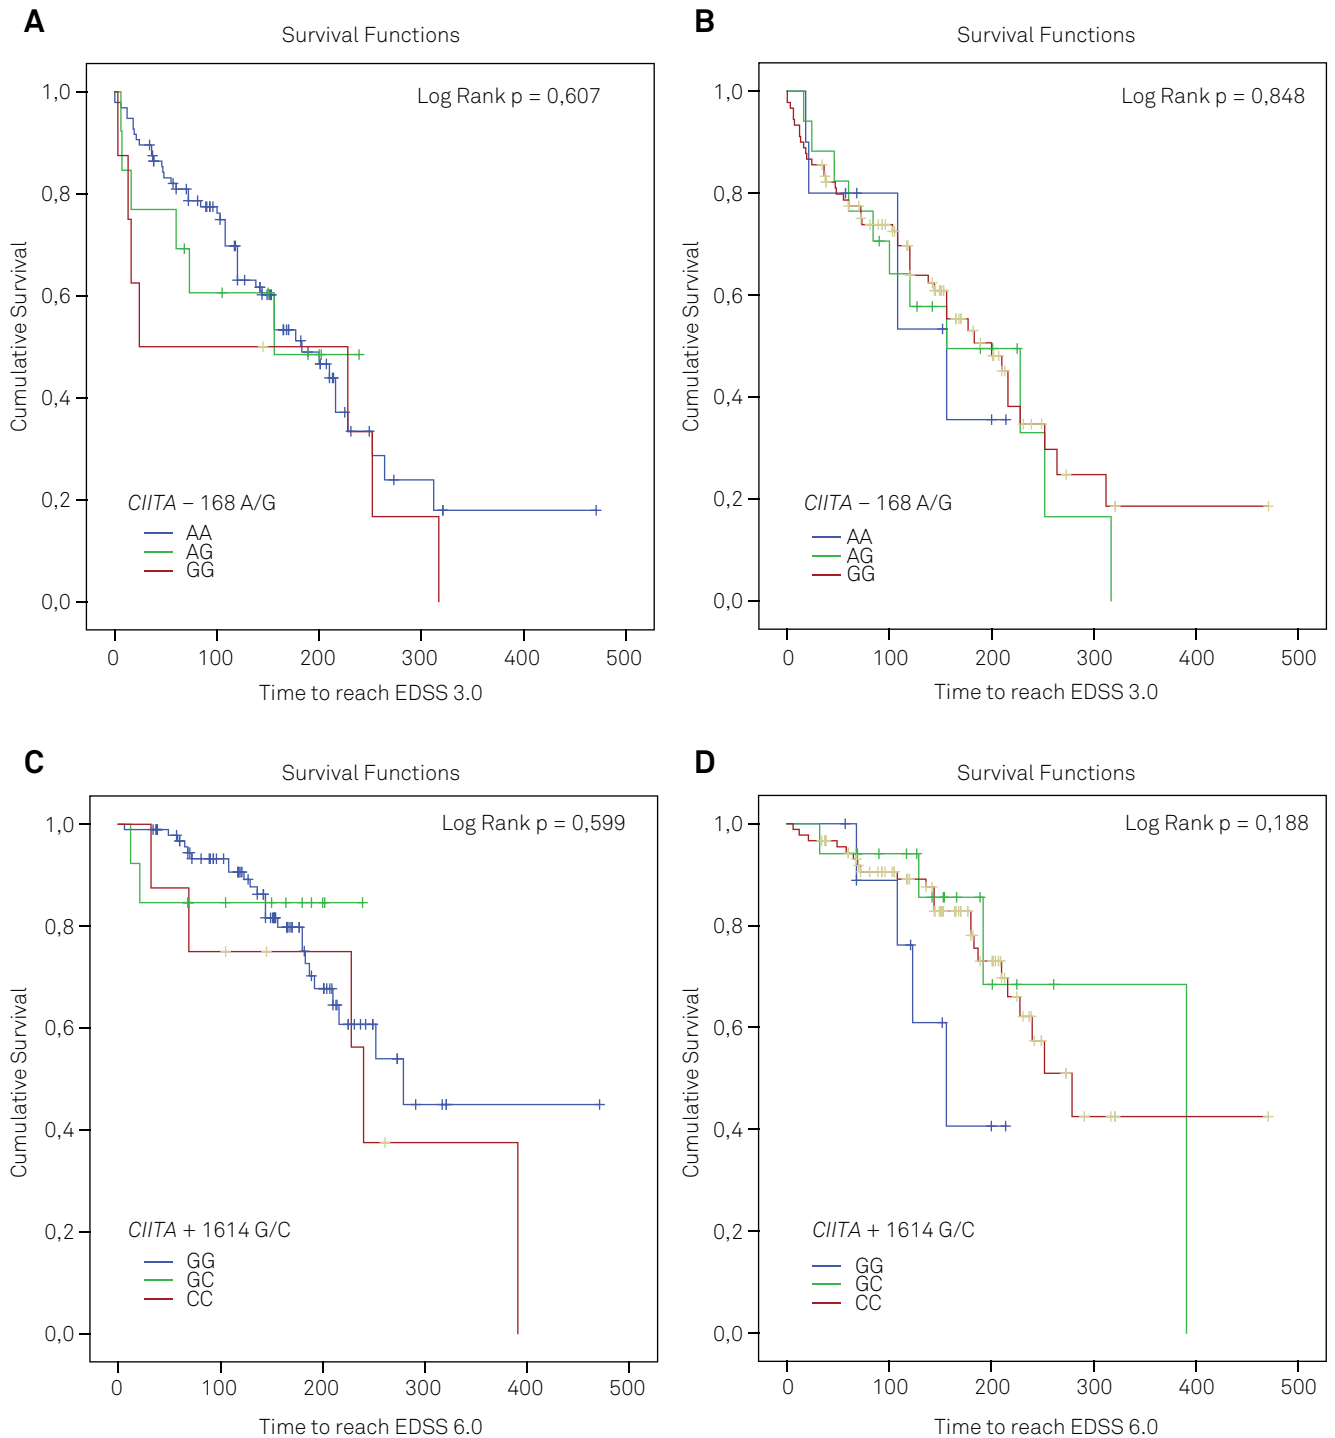 A
Survival Functions
Log Rank p = 0,607
1,0
0,8
0,6
0,4
0,2
0,0
Cumulative Survival
CIITA – 168 A/G
AA
AG
GG
0 100 200 300 400 500
Time to reach EDSS 3.0
B
Survival Functions
Log Rank p = 0,848
1,0
0,8
0,6
0,4
0,2
0,0
Cumulative Survival
CIITA – 168 A/G
AA
AG
GG
0 100 200 300 400 500
Time to reach EDSS 3.0
C
Survival Functions
Log Rank p = 0,599
1,0
0,8
0,6
0,4
0,2
0,0
Cumulative Survival
CIITA + 1614 G/C
GG
GC
CC
0 100 200 300 400 500
Time to reach EDSS 6.0
D
Survival Functions
Log Rank p = 0,188
1,0
0,8
0,6
0,4
0,2
0,0
Cumulative Survival
CIITA + 1614 G/C
GG
GC
CC
0 100 200 300 400 500
Time to reach EDSS 6.0